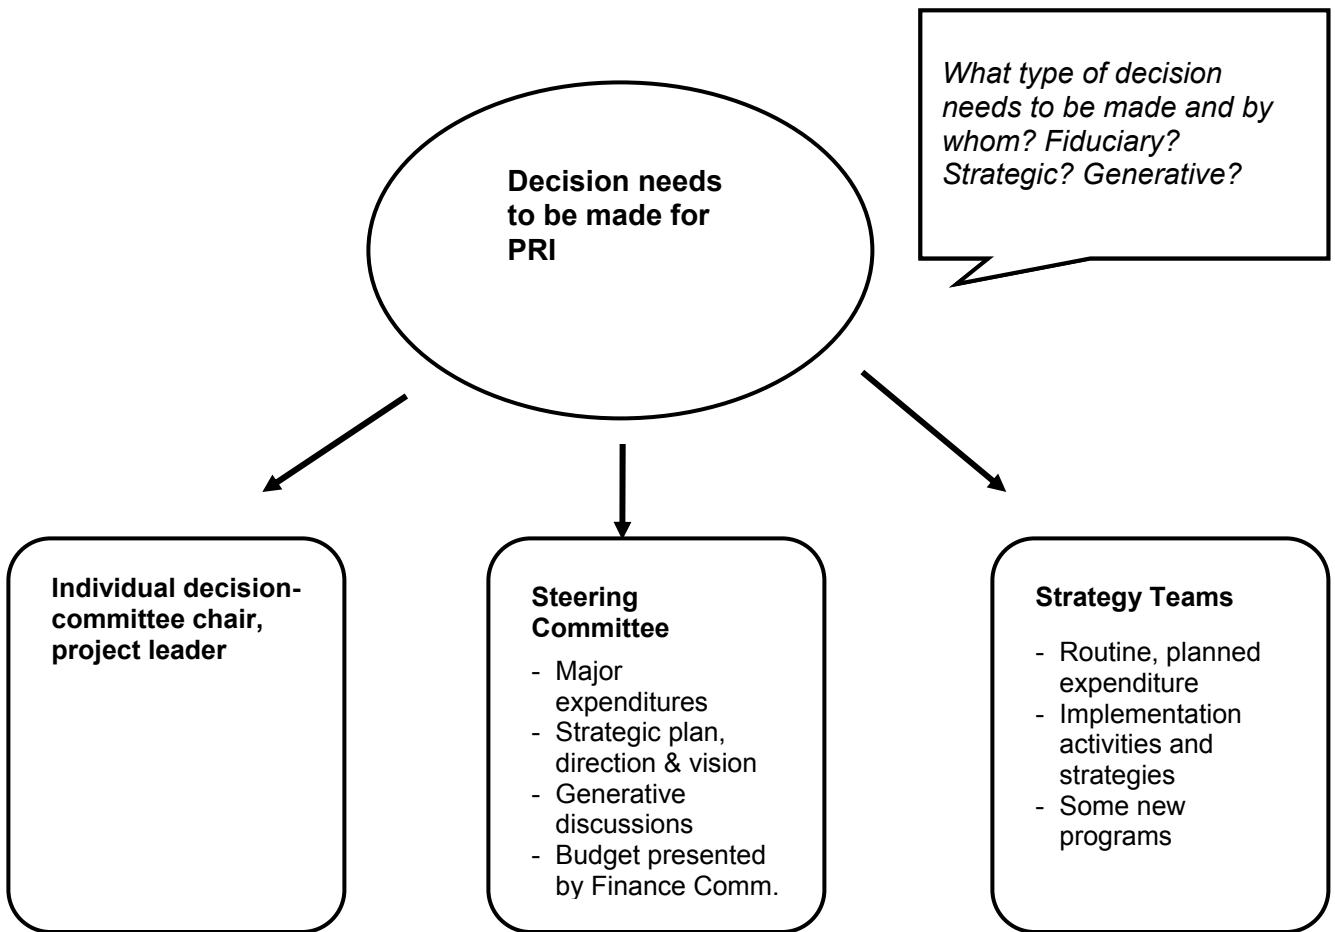 What type of decision
needs to be made and by
whom? Fiduciary?
Strategic? Generative?
Decision needs
to be made for
PRI
Individual decision-
committee chair,
project leader
Steering
Committee
- Major
expenditures
- Strategic plan,
direction & vision
- Generative
discussions
- Budget presented
by Finance Comm.
Strategy Teams
- Routine, planned
expenditure
- Implementation
activities and
strategies
- Some new
programs